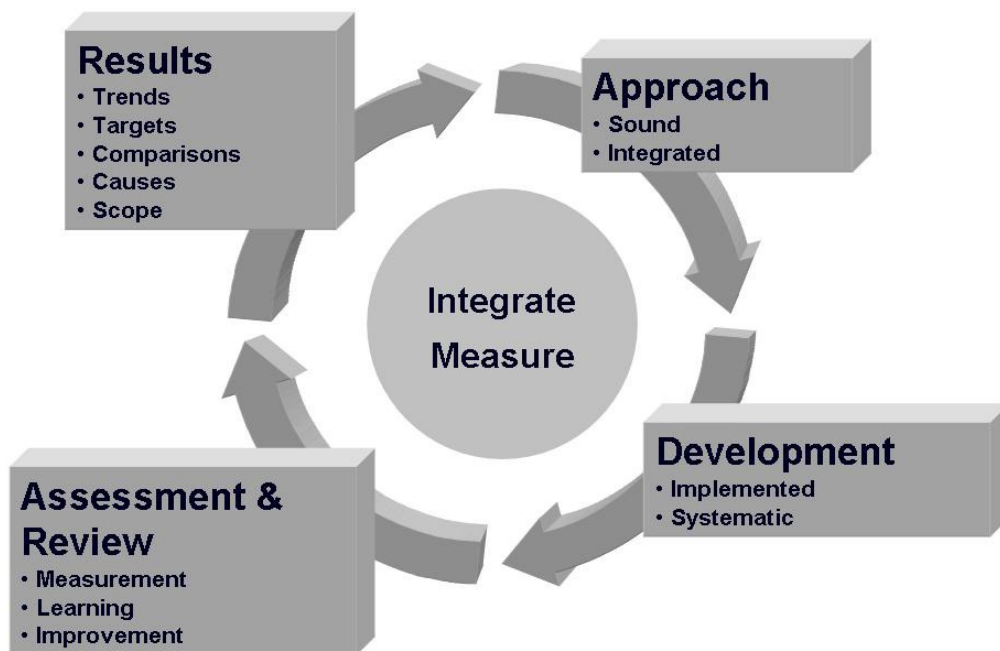 Results
• Trends
• Targets
• Comparisons
• Causes
• Scope
Approach
• Sound
• Integrated
Integrate
Measure
Development
• Implemented
• Systematic
Assessment &
Review
• Measurement
• Learning
• Improvement